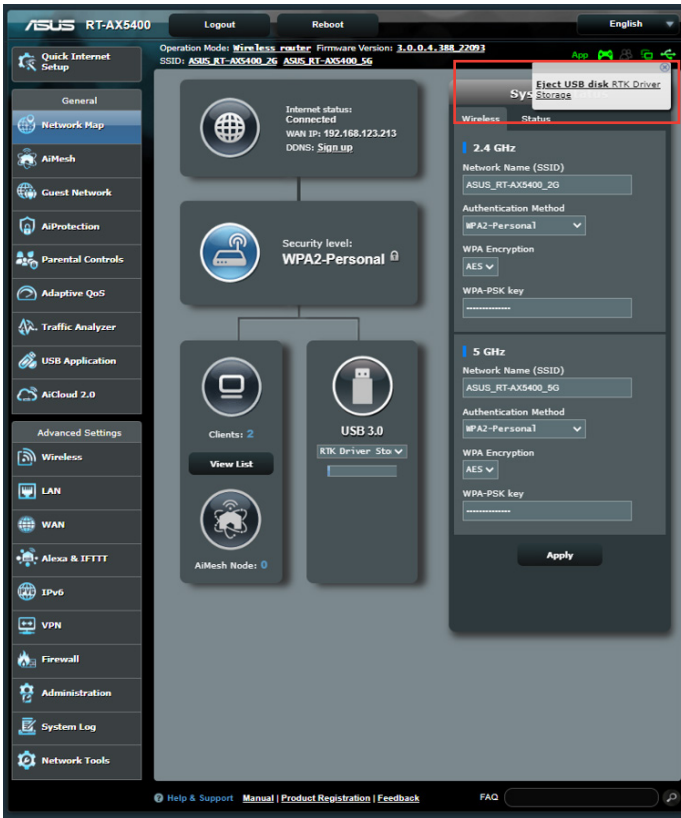 ASUS RT-AX5400
Logout
Reboot
English
Quick Internet
Setup
Operation Mode: Wireless router Firmware Version: 3.0.0.4.388_22093
SSID: ASUS_RT-AX5400_2G ASUS_RT-AX5400_5G
App
Eject USB disk RTK Driver
Storage
Sys
General
Network Map
AiMesh
Guest Network
AiProtection
Parental Controls
Adaptive QoS
Traffic Analyzer
USB Application
AiCloud 2.0
Advanced Settings
Wireless
LAN
WAN
Alexa & IFTTT
IPv6
VPN
Firewall
Administration
System Log
Network Tools
Internet status:
Connected
WAN IP: 192.168.123.213
DDNS: Sign up
Security level:
WPA2-Personal
Clients: 2
View List
AiMesh Node: 0
USB 3.0
RTK Driver Sto
Wireless
Status
2.4 GHz
Network Name (SSID)
ASUS_RT-AX5400_2G
Authentication Method
WPA2-Personal
WPA Encryption
AES
WPA-PSK key
--------------
5 GHz
Network Name (SSID)
ASUS_RT-AX5400_5G
Authentication Method
WPA2-Personal
WPA Encryption
AES
WPA-PSK key
--------------
Apply
Help & Support Manual | Product Registration | Feedback
FAQ